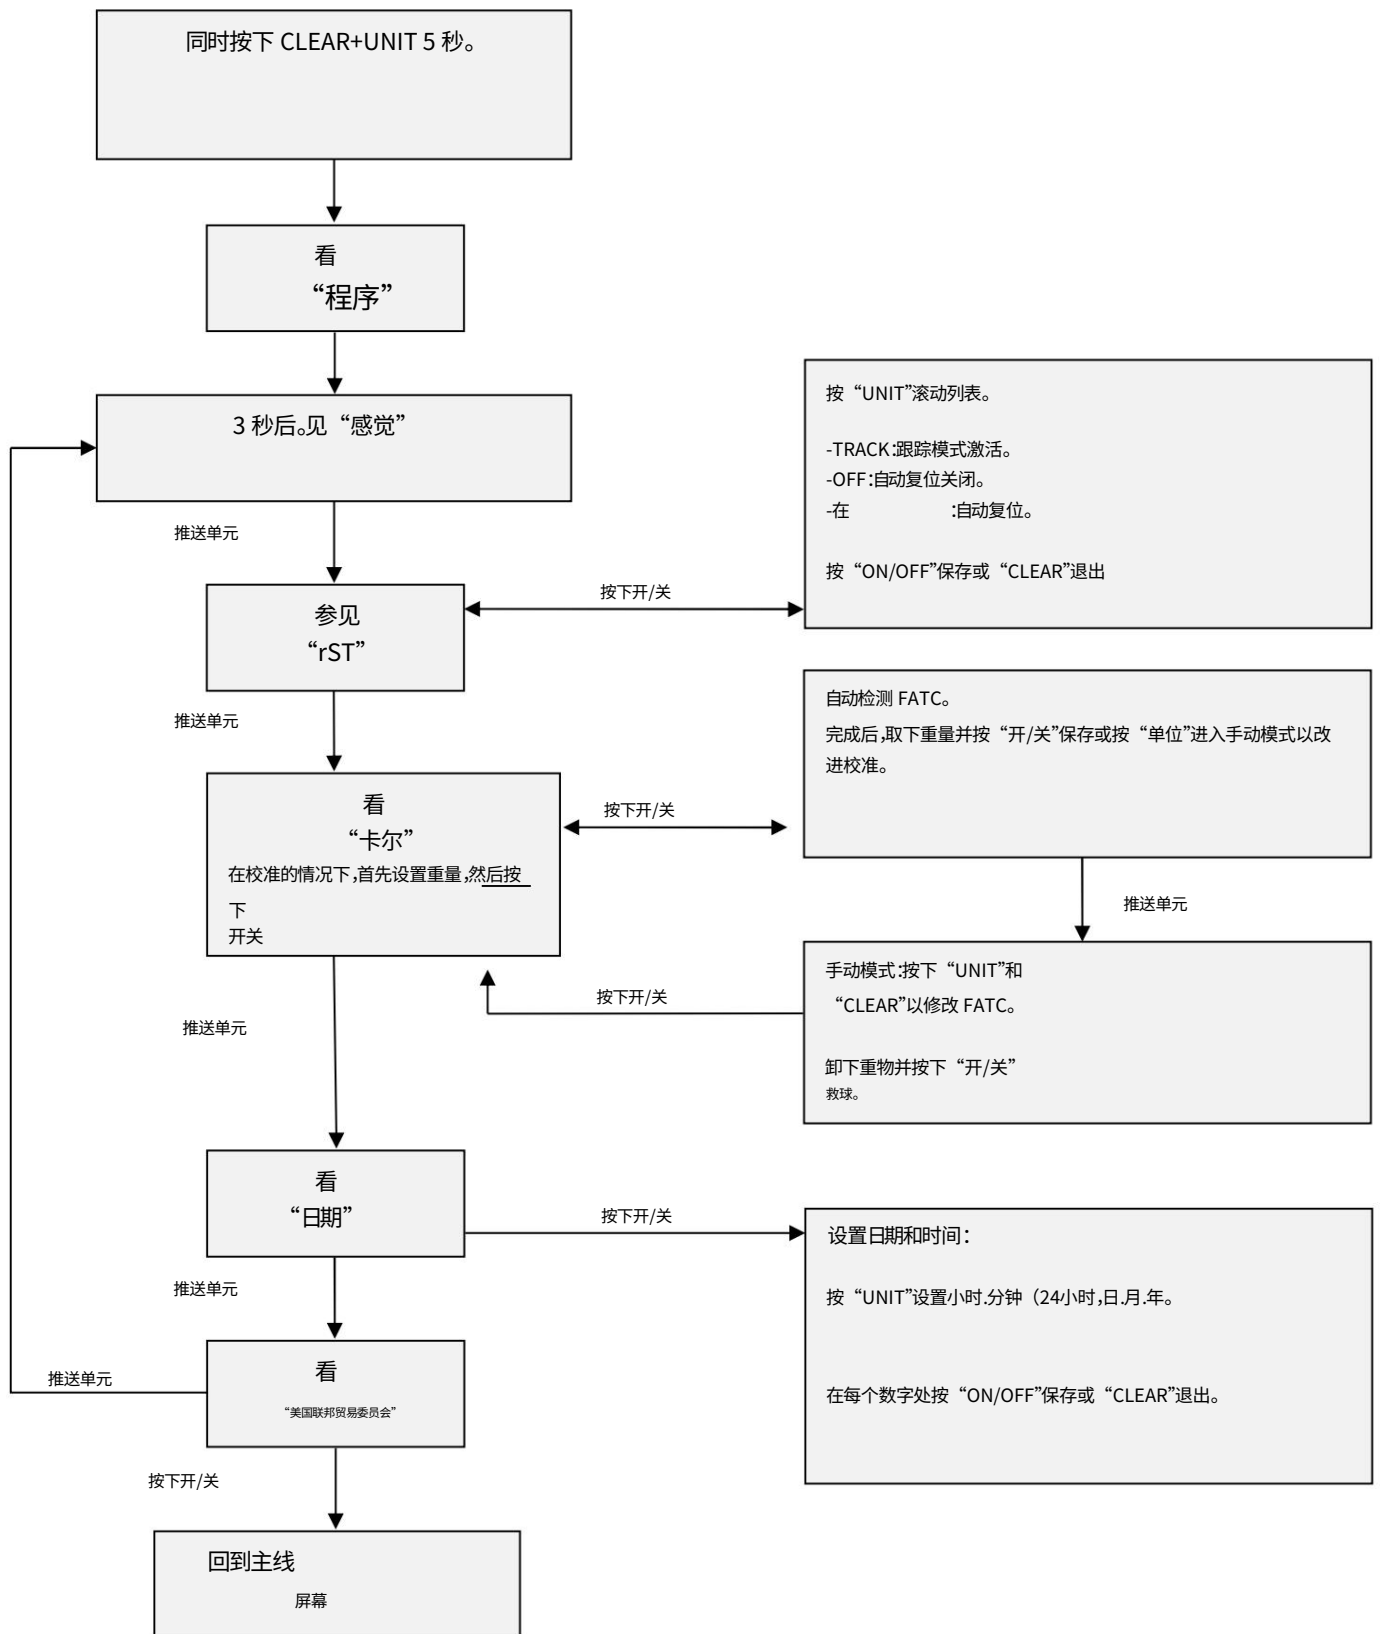 同时按下 CLEAR+UNIT 5 秒。
看
“程序”
3 秒后。见“感觉”
推送单元
参见
“rST”
按下开/关
按“UNIT”滚动列表。
-TRACK:跟踪模式激活。
-OFF:自动复位关闭。
-在 :自动复位。
按“ON/OFF”保存或“CLEAR”退出
推送单元
看
“卡尔”
在校准的情况下,首先设置重量,然后按
下
开关
按下开/关
自动检测 FATC。
完成后,取下重量并按“开/关”保存或按“单位”进入手动模式以改
进校准。
推送单元
手动模式:按下“UNIT”和
“CLEAR”以修改 FATC。
卸下重物并按下“开/关”
救球。
按下开/关
推送单元
看
“日期”
按下开/关
设置日期和时间:
按“UNIT”设置小时.分钟（24小时,日.月.年。
在每个数字处按“ON/OFF”保存或“CLEAR”退出。
推送单元
看
“美国联邦贸易委员会”
推送单元
按下开/关
回到主线
屏幕